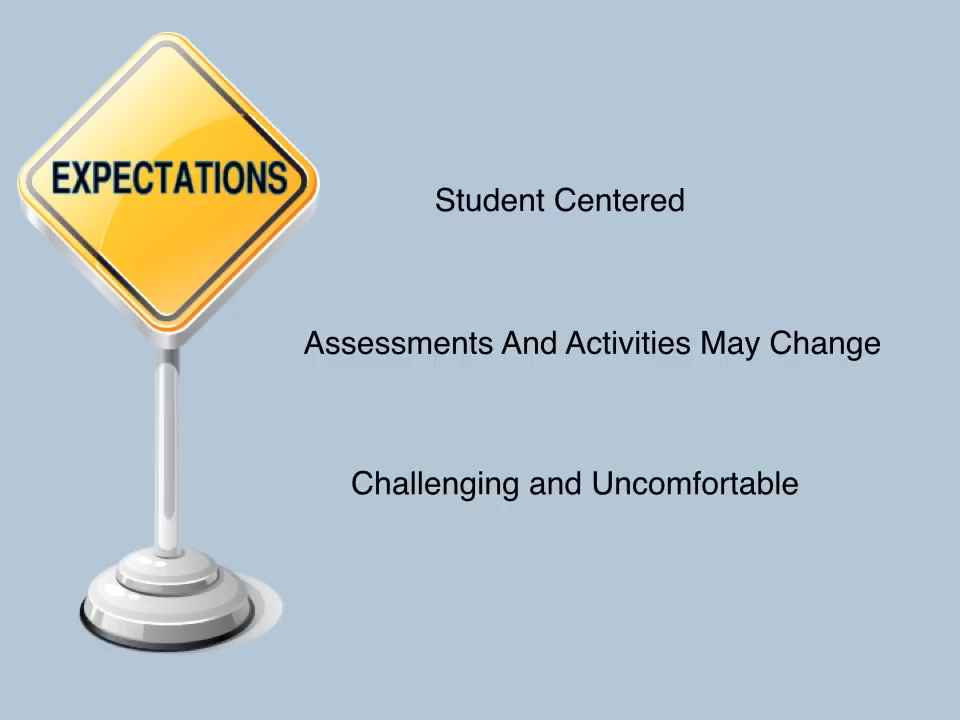 EXPECTATIONS
Student Centered
Assessments And Activities May Change
Challenging and Uncomfortable